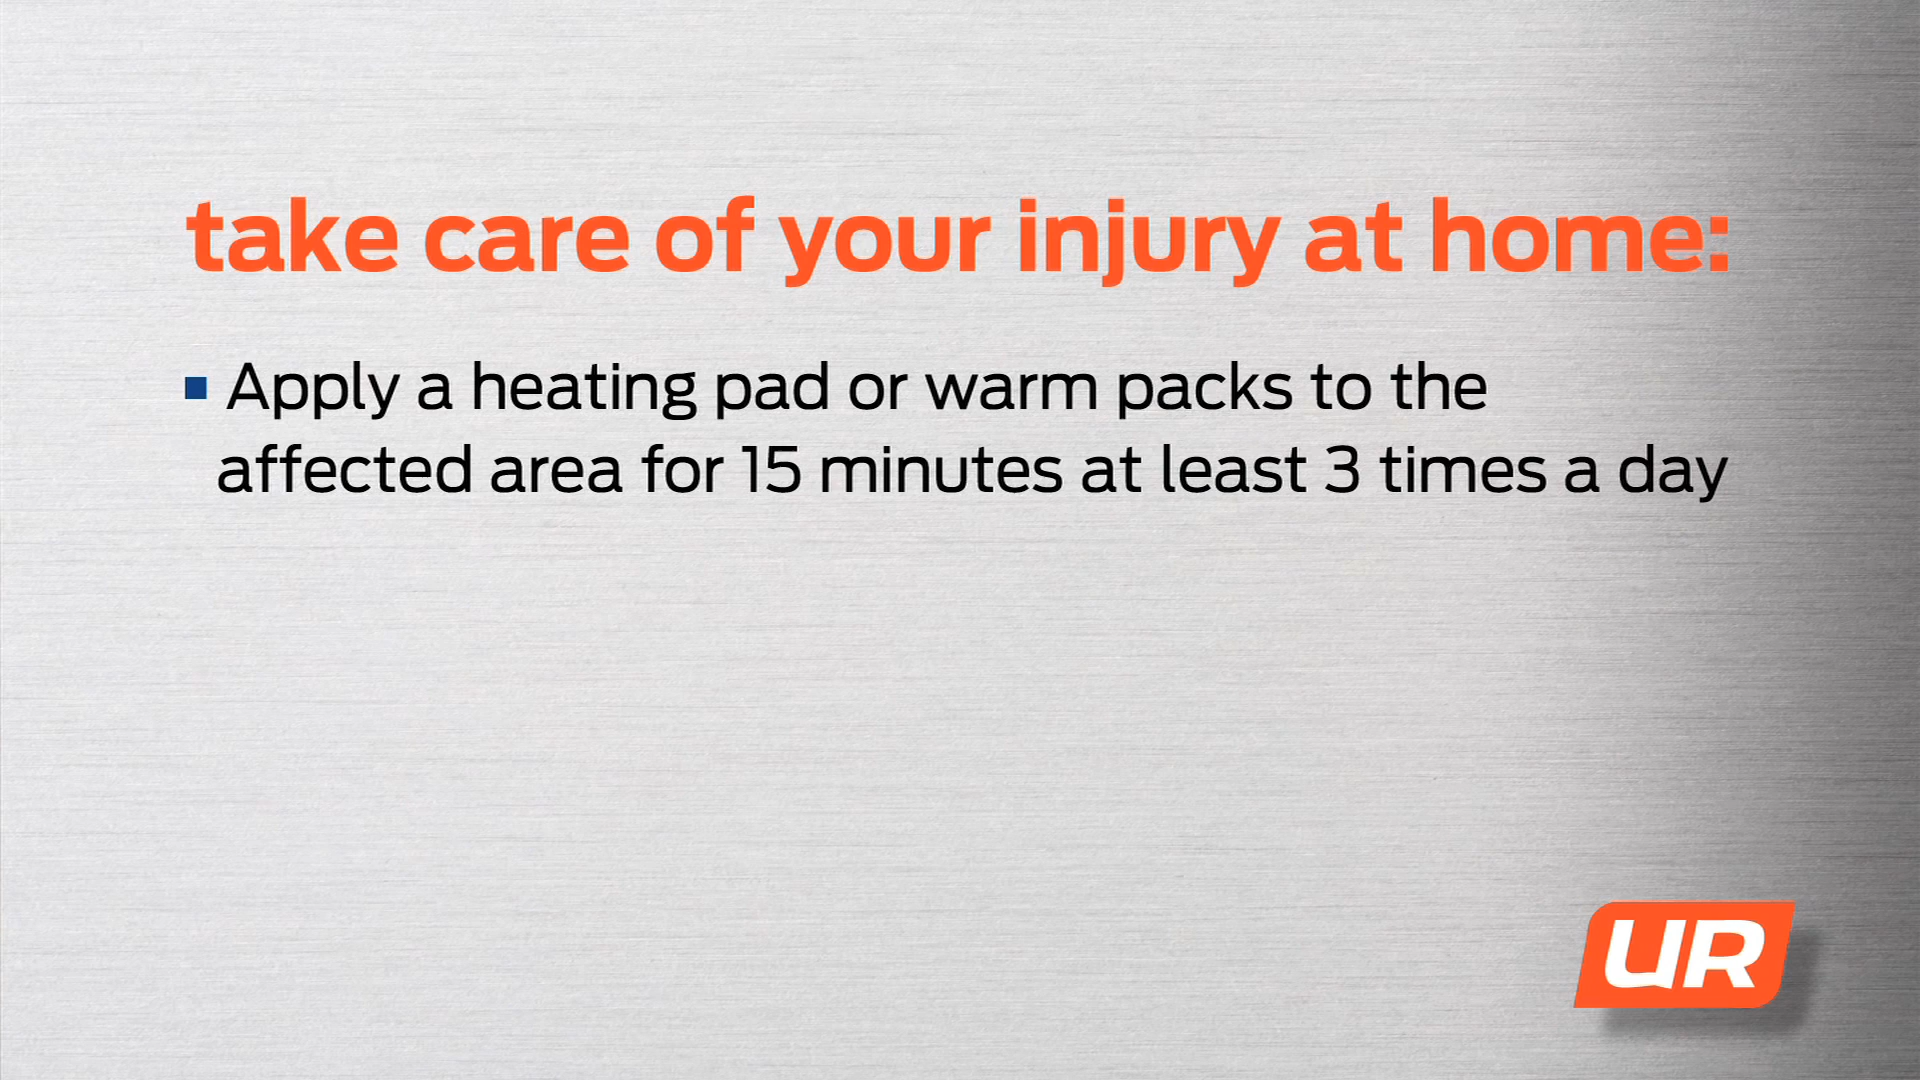 take care of your injury at home:
▪ Apply a heating pad or warm packs to the
affected area for 15 minutes at least 3 times a day
UR